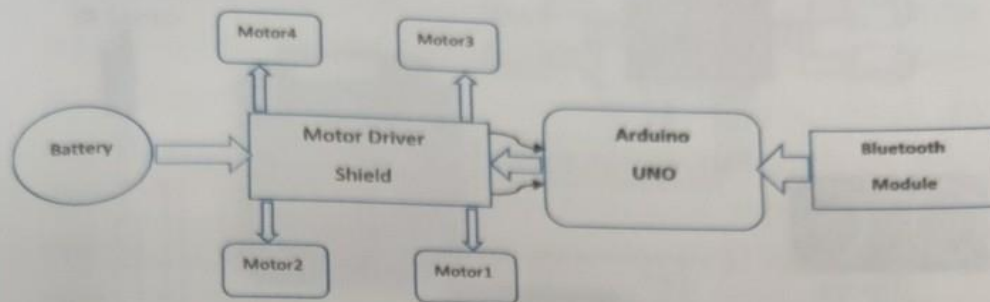 Motor4
Motor3
Battery
Motor Driver
Shield
Arduino
UNO
Bluetooth
Module
Motor2
Motor1